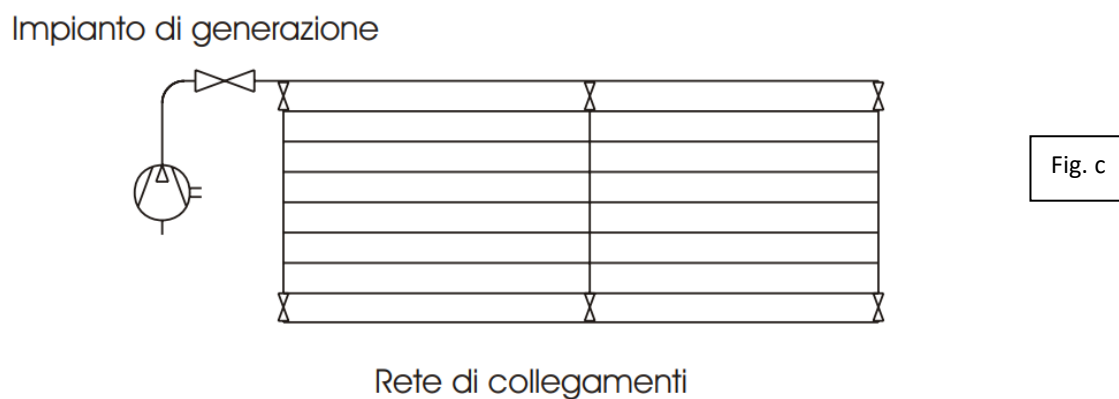 Impianto di generazione
Fig. c
Rete di collegamenti